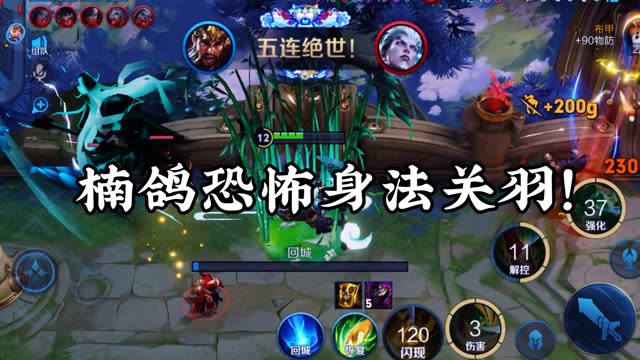 五连绝世!
组队
布甲
+90物防
+200g
12
230
楠鸽恐怖身法关羽!
37
强化
11
解控
回城
5
回城
恢复
120
闪现
3
伤害